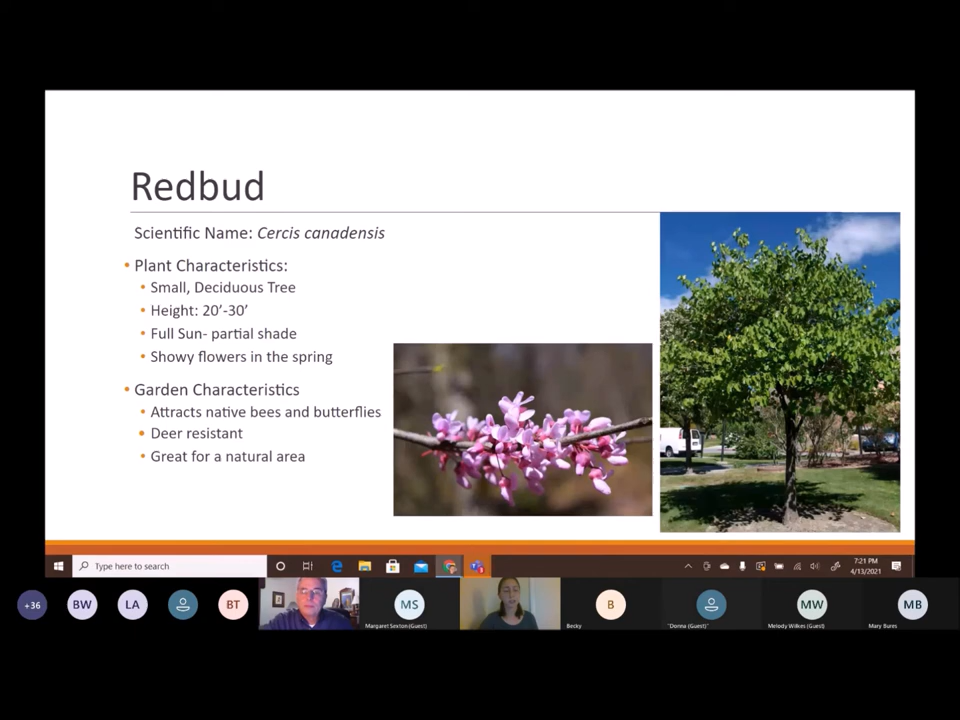 Redbud
Scientific Name: Cercis canadensis
• Plant Characteristics:
• Small, Deciduous Tree
• Height: 20’-30’
• Full Sun- partial shade
• Showy flowers in the spring
• Garden Characteristics
• Attracts native bees and butterflies
• Deer resistant
• Great for a natural area
Type here to search
7:21 PM
4/13/2021
+36
BW
LA
BT
MS
Margaret Sexton (Guest)
B
Becky
"Donna (Guest)"
MW
Melody Wilkes (Guest)
MB
Mary Bures